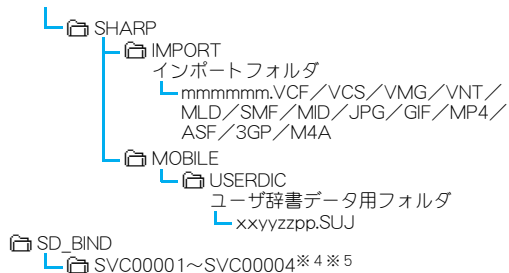 SHARP
IMPORT
インポートフォルダ
mmmmmm.VCF/VCS/VMG/VNT/
MLD/SMF/MID/JPG/GIF/MP4/
ASF/3GP/M4A
MOBILE
USERDIC
ユーザ辞書データ用フォルダ
xxyyzzpp.SUJ
SD_BIND
SVC00001～SVC00004※4※5